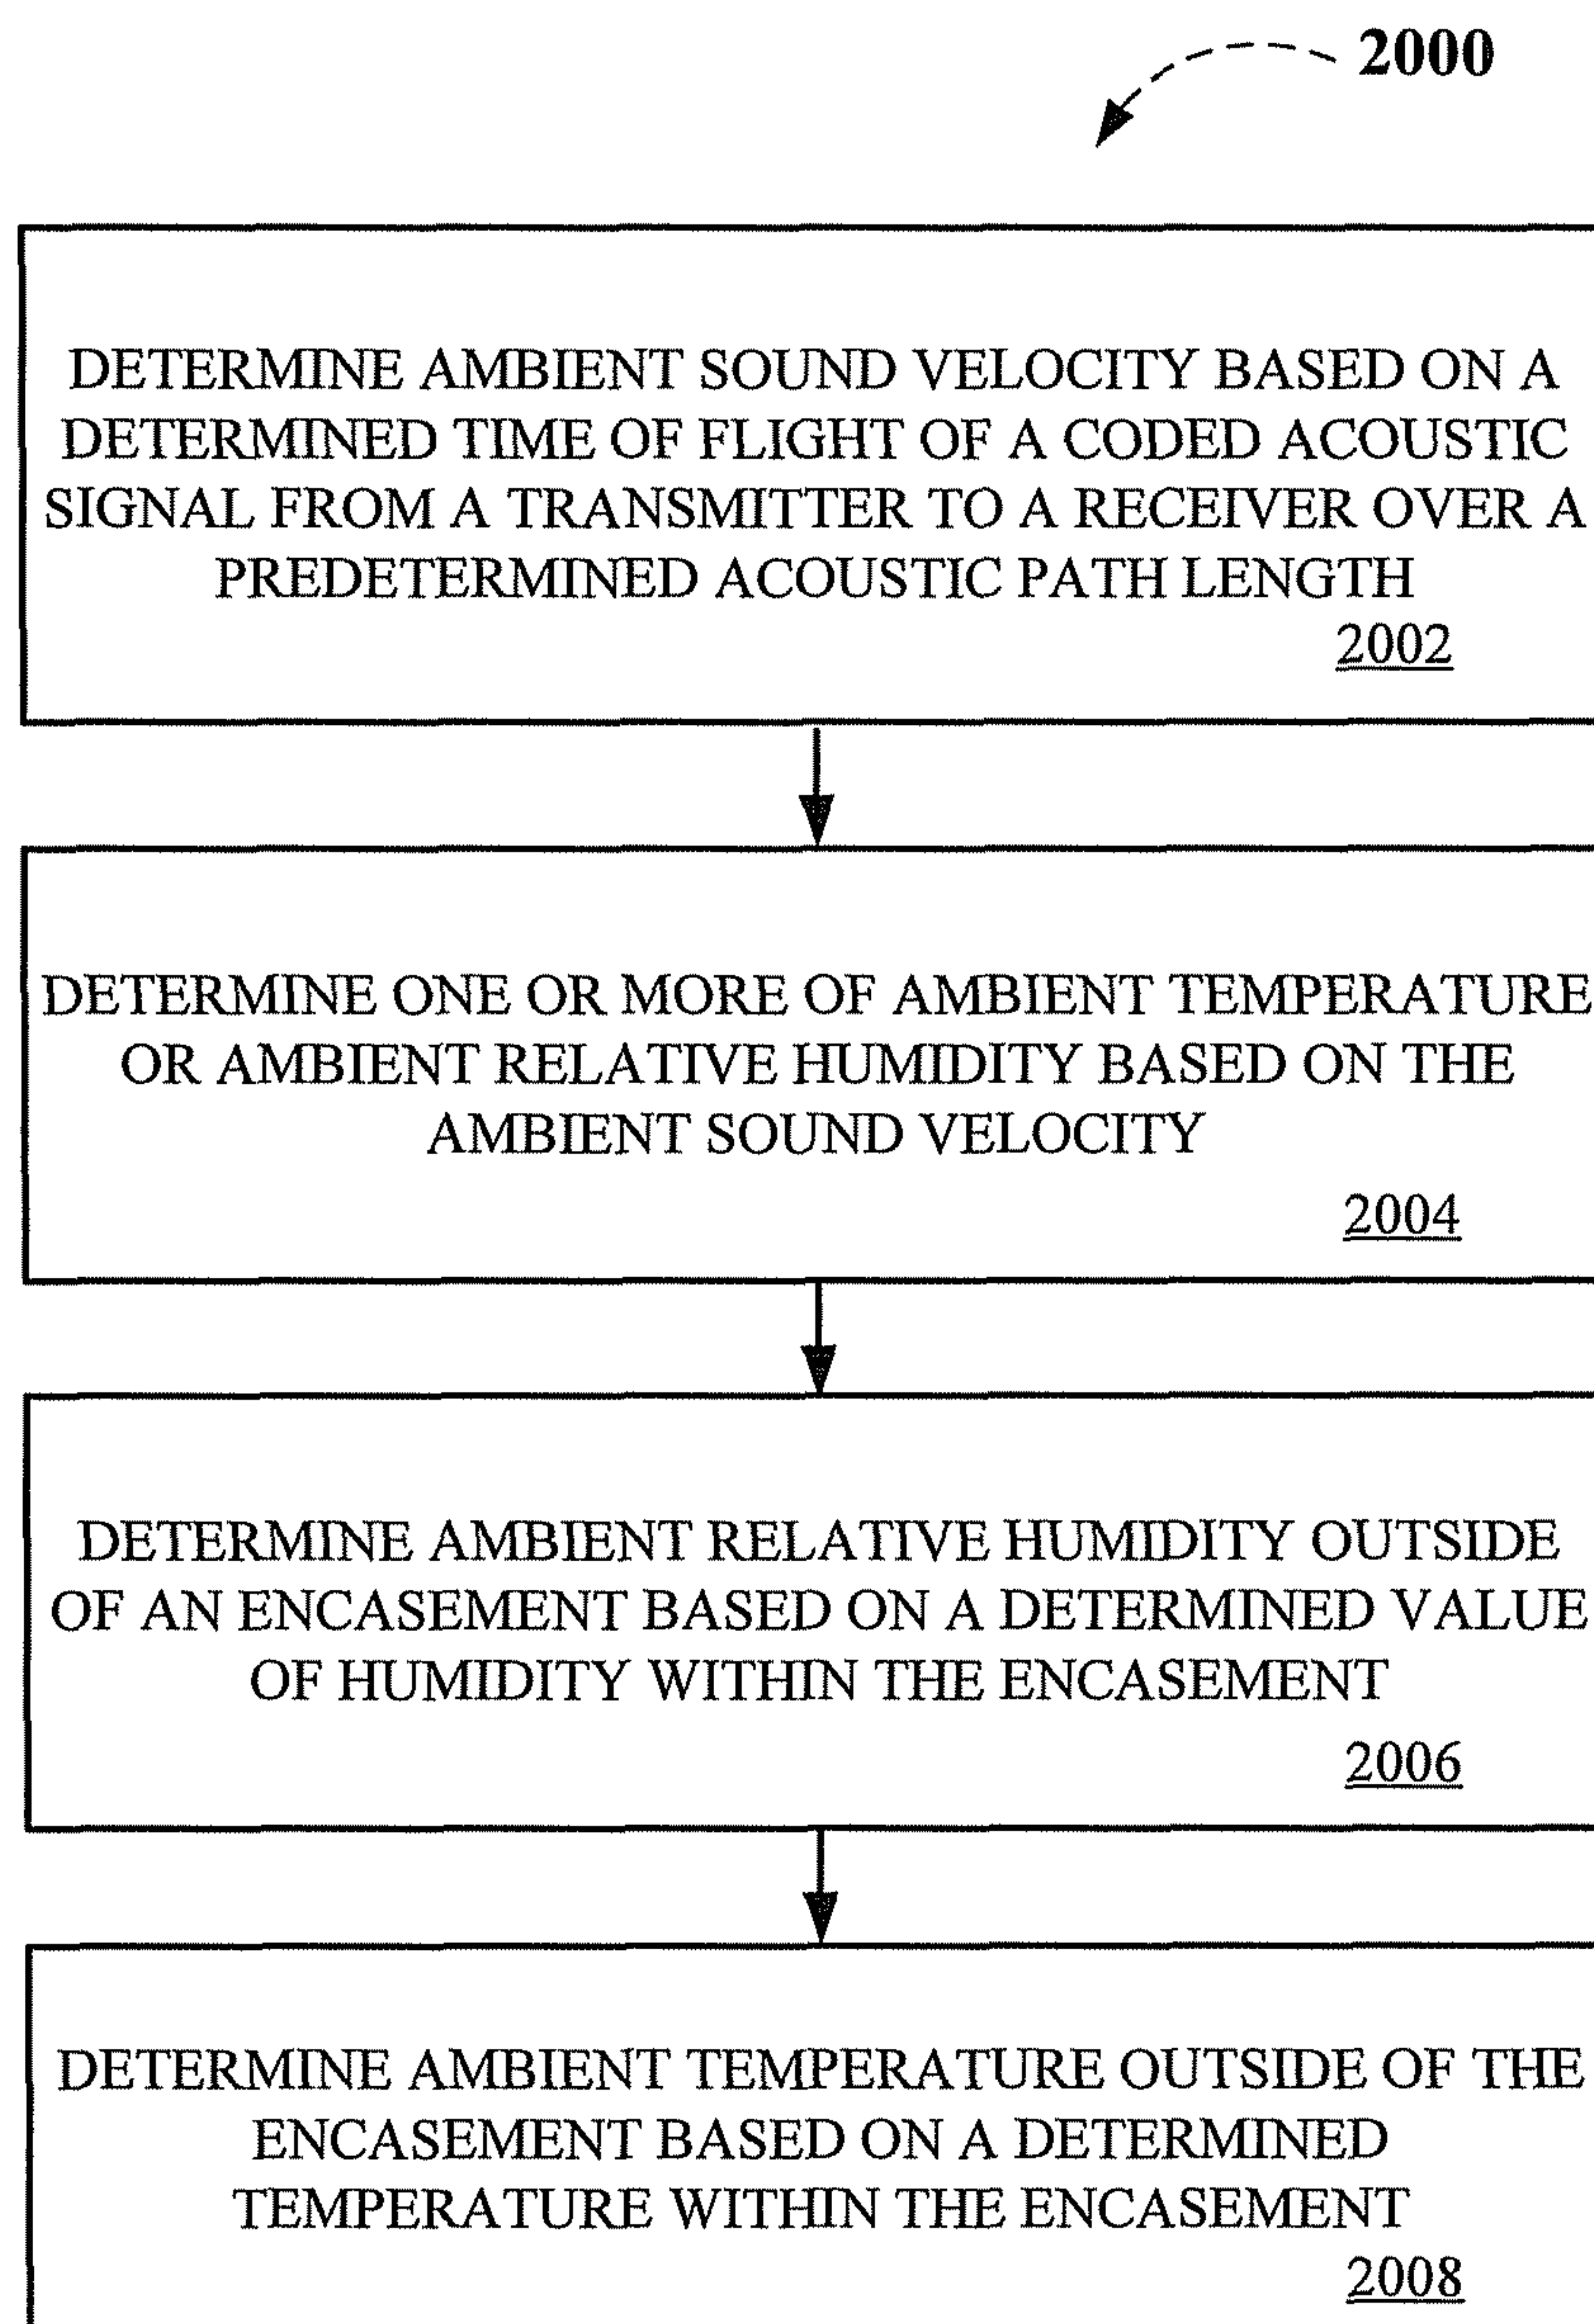 2000
DETERMINE AMBIENT SOUND VELOCITY BASED ON A
DETERMINED TIME OF FLIGHT OF A CODED ACOUSTIC
SIGNAL FROM A TRANSMITTER TO A RECEIVER OVER A
PREDETERMINED ACOUSTIC PATH LENGTH
2002
DETERMINE ONE OR MORE OF AMBIENT TEMPERATURE
OR AMBIENT RELATIVE HUMIDITY BASED ON THE
AMBIENT SOUND VELOCITY
2004
DETERMINE AMBIENT RELATIVE HUMIDITY OUTSIDE
OF AN ENCASEMENT BASED ON A DETERMINED VALUE
OF HUMIDITY WITHIN THE ENCASEMENT
2006
DETERMINE AMBIENT TEMPERATURE OUTSIDE OF THE
ENCASEMENT BASED ON A DETERMINED
TEMPERATURE WITHIN THE ENCASEMENT
2008